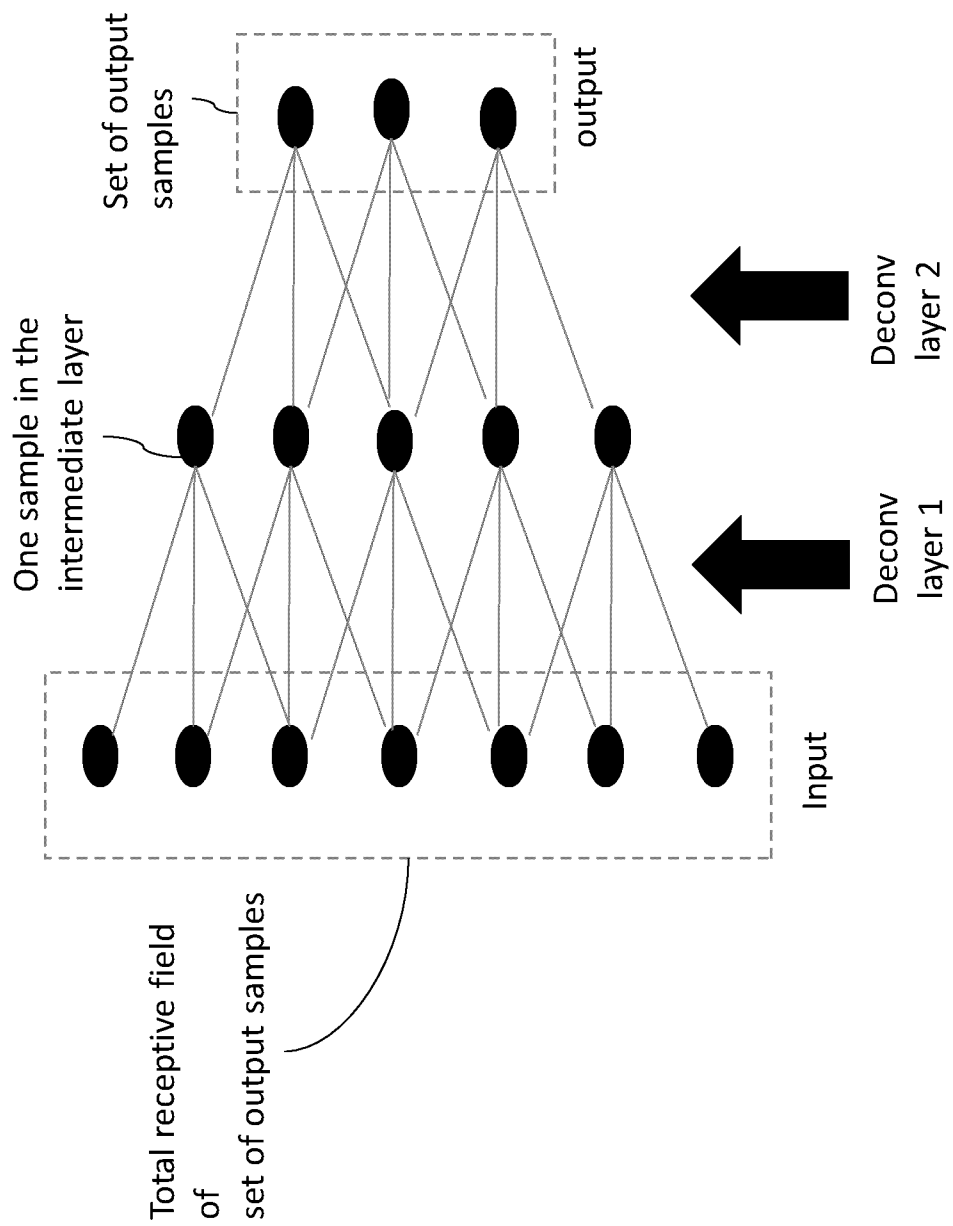 Total receptive field
of
set of output samples
One sample in the
intermediate layer
Set of output
samples
Input
output
Deconv
layer 1
Deconv
layer 2